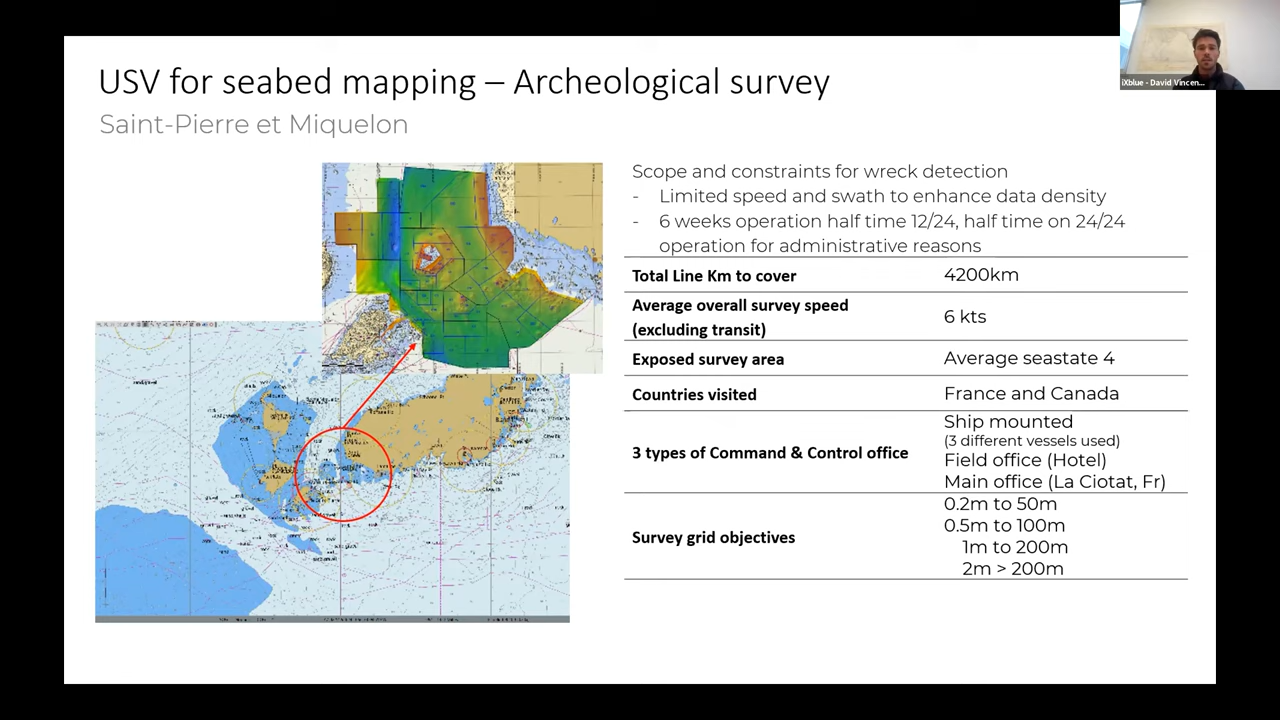 USV for seabed mapping – Archeological survey
Saint-Pierre et Miquelon
iXblue - David Vincen...
Scope and constraints for wreck detection
- Limited speed and swath to enhance data density
- 6 weeks operation half time 12/24, half time on 24/24
operation for administrative reasons
Total Line Km to cover 4200km
Average overall survey speed
(excluding transit) 6 kts
Exposed survey area Average seastate 4
Countries visited France and Canada
3 types of Command & Control office Ship mounted
(3 different vessels used)
Field office (Hotel)
Main office (La Ciotat, Fr)
Survey grid objectives 0.2m to 50m
0.5m to 100m
1m to 200m
2m > 200m